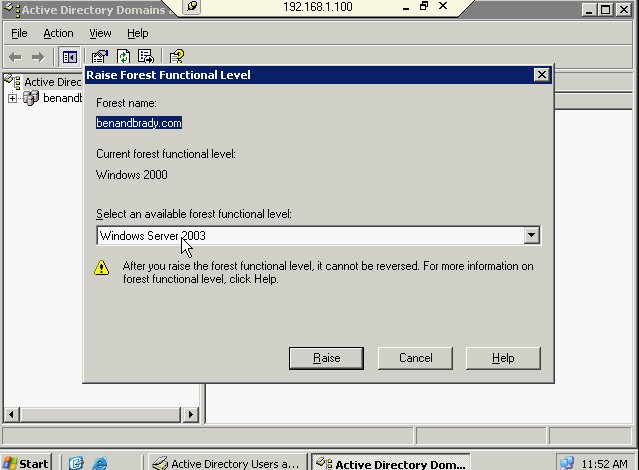 Active Directory Domains
192.168.1.100
File Action View Help
Raise Forest Functional Level
Active Direc
benandb
Forest name:
benandbrady.com
Current forest functional level:
Windows 2000
Select an available forest functional level:
Windows Server 2003
After you raise the forest functional level, it cannot be reversed. For more information on
forest functional level, click Help.
Raise Cancel Help
Start Active Directory Users a... Active Directory Dom... 11:52 AM